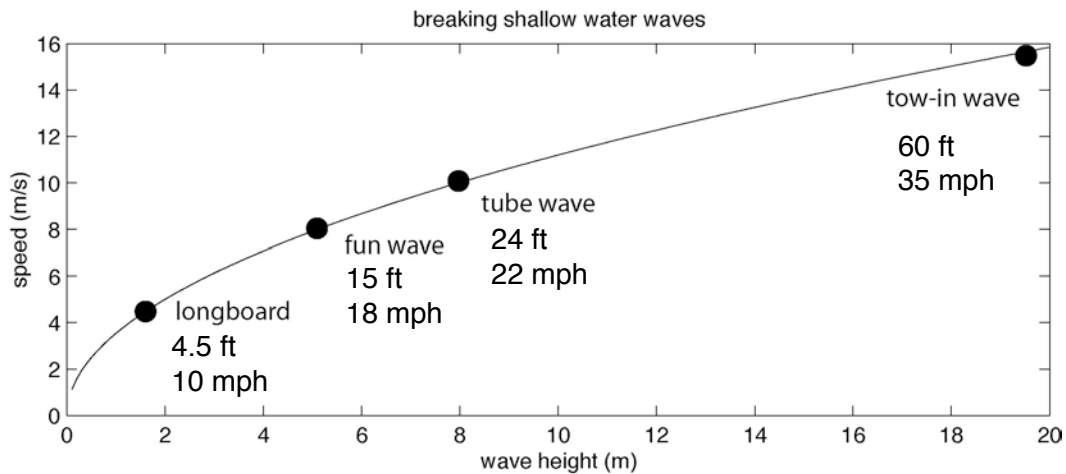 breaking shallow water waves
16
14
12
10
8
6
4
2
0
speed (m/s)
tow-in wave
60 ft
35 mph
tube wave
24 ft
22 mph
fun wave
15 ft
18 mph
longboard
4.5 ft
10 mph
0 2 4 6 8 10 12 14 16 18 20
wave height (m)